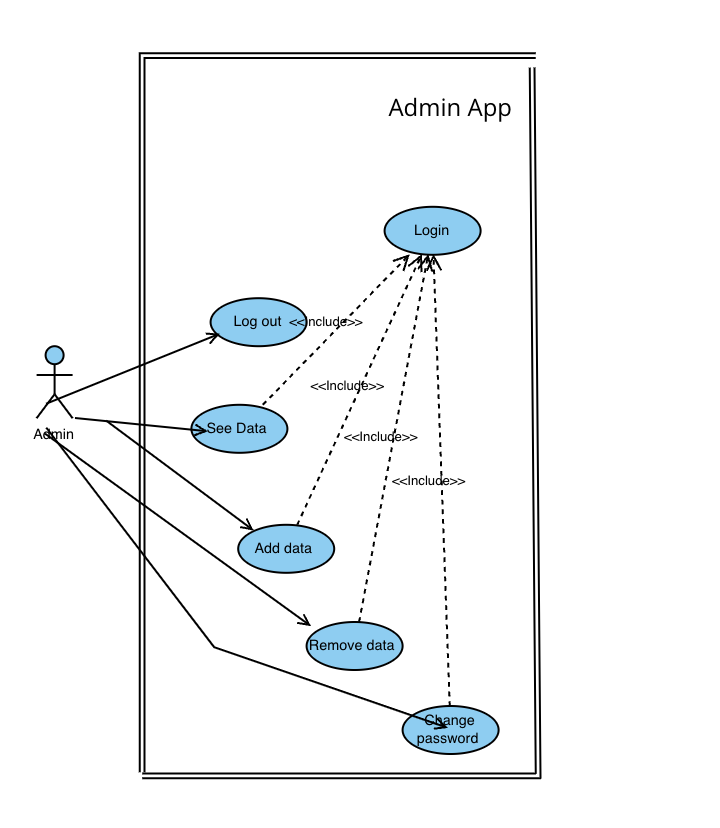 Admin App
Login
Log out
<<Include>>
<<Include>>
See Data
Admin
<<Include>>
<<Include>>
Add data
Remove data
Change
password